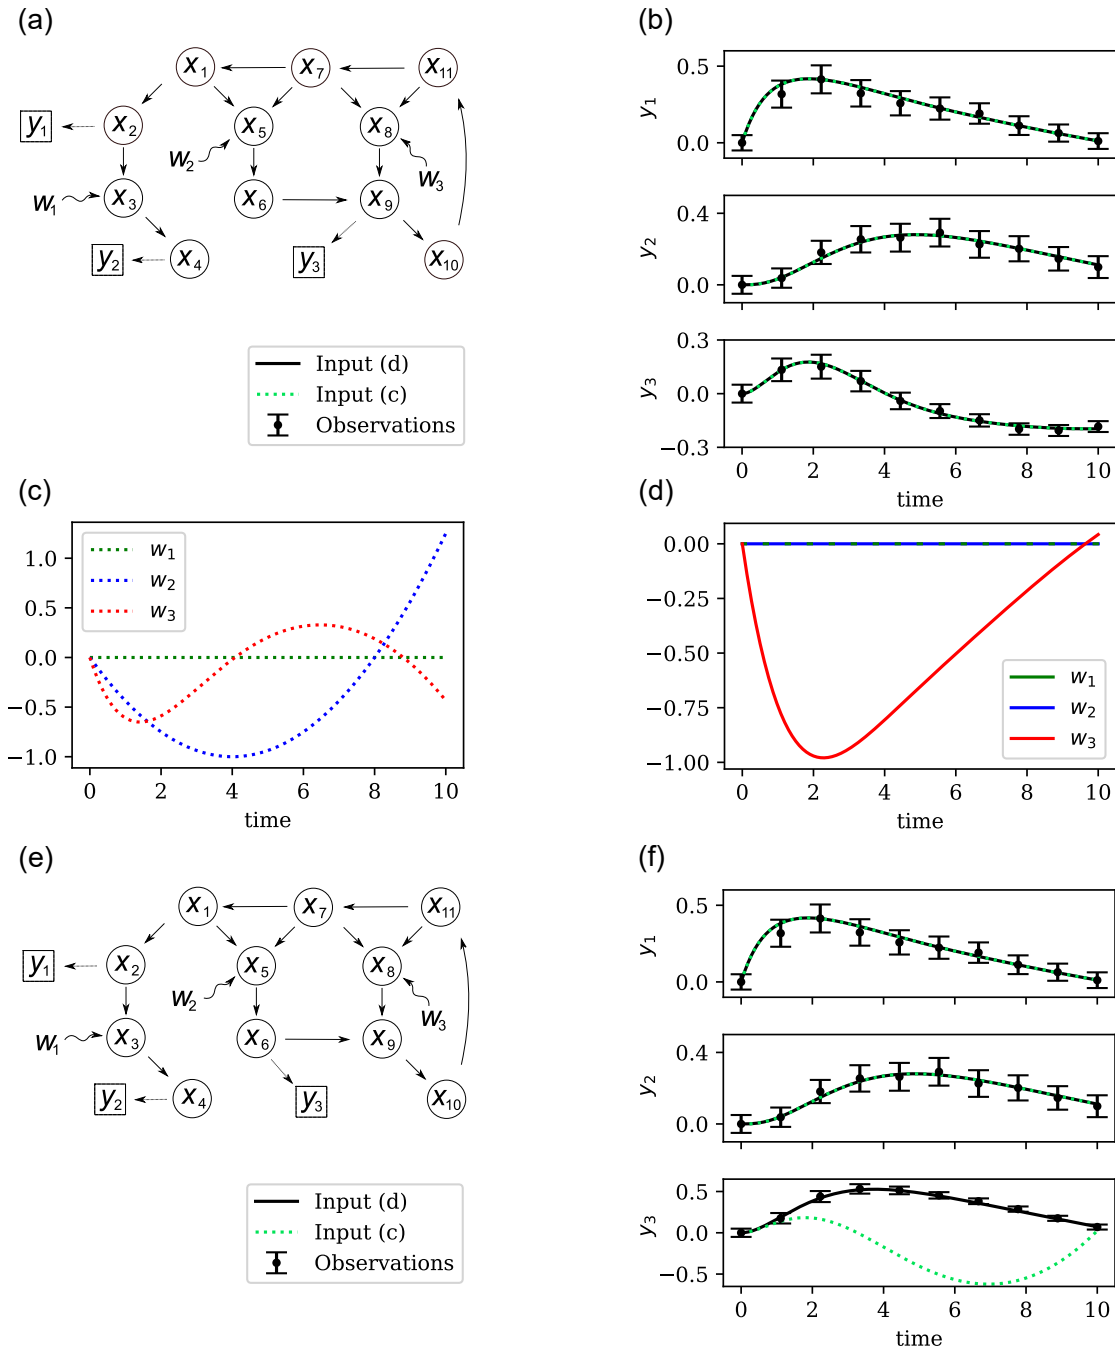 (a)
x1
x7
x11
y1
x2
x5
x8
w2
w3
w1
x3
x6
x9
y2
x4
y3
x10
Input (d)
Input (c)
Observations
(b)
0.5
0.0
y1
0.4
0.0
y2
0.3
0.0
−0.3
y3
0 2 4 6 8 10
time
(c)
1.0
0.5
0.0
−0.5
−1.0
w1
w2
w3
0 2 4 6 8 10
time
(d)
0.00
−0.25
−0.50
−0.75
−1.00
w1
w2
w3
0 2 4 6 8 10
time
(e)
x1
x7
x11
y1
x2
x5
x8
w2
w3
w1
x3
x6
x9
y2
x4
y3
x10
Input (d)
Input (c)
Observations
(f)
0.5
0.0
y1
0.4
0.0
y2
0.5
0.0
−0.5
y3
0 2 4 6 8 10
time